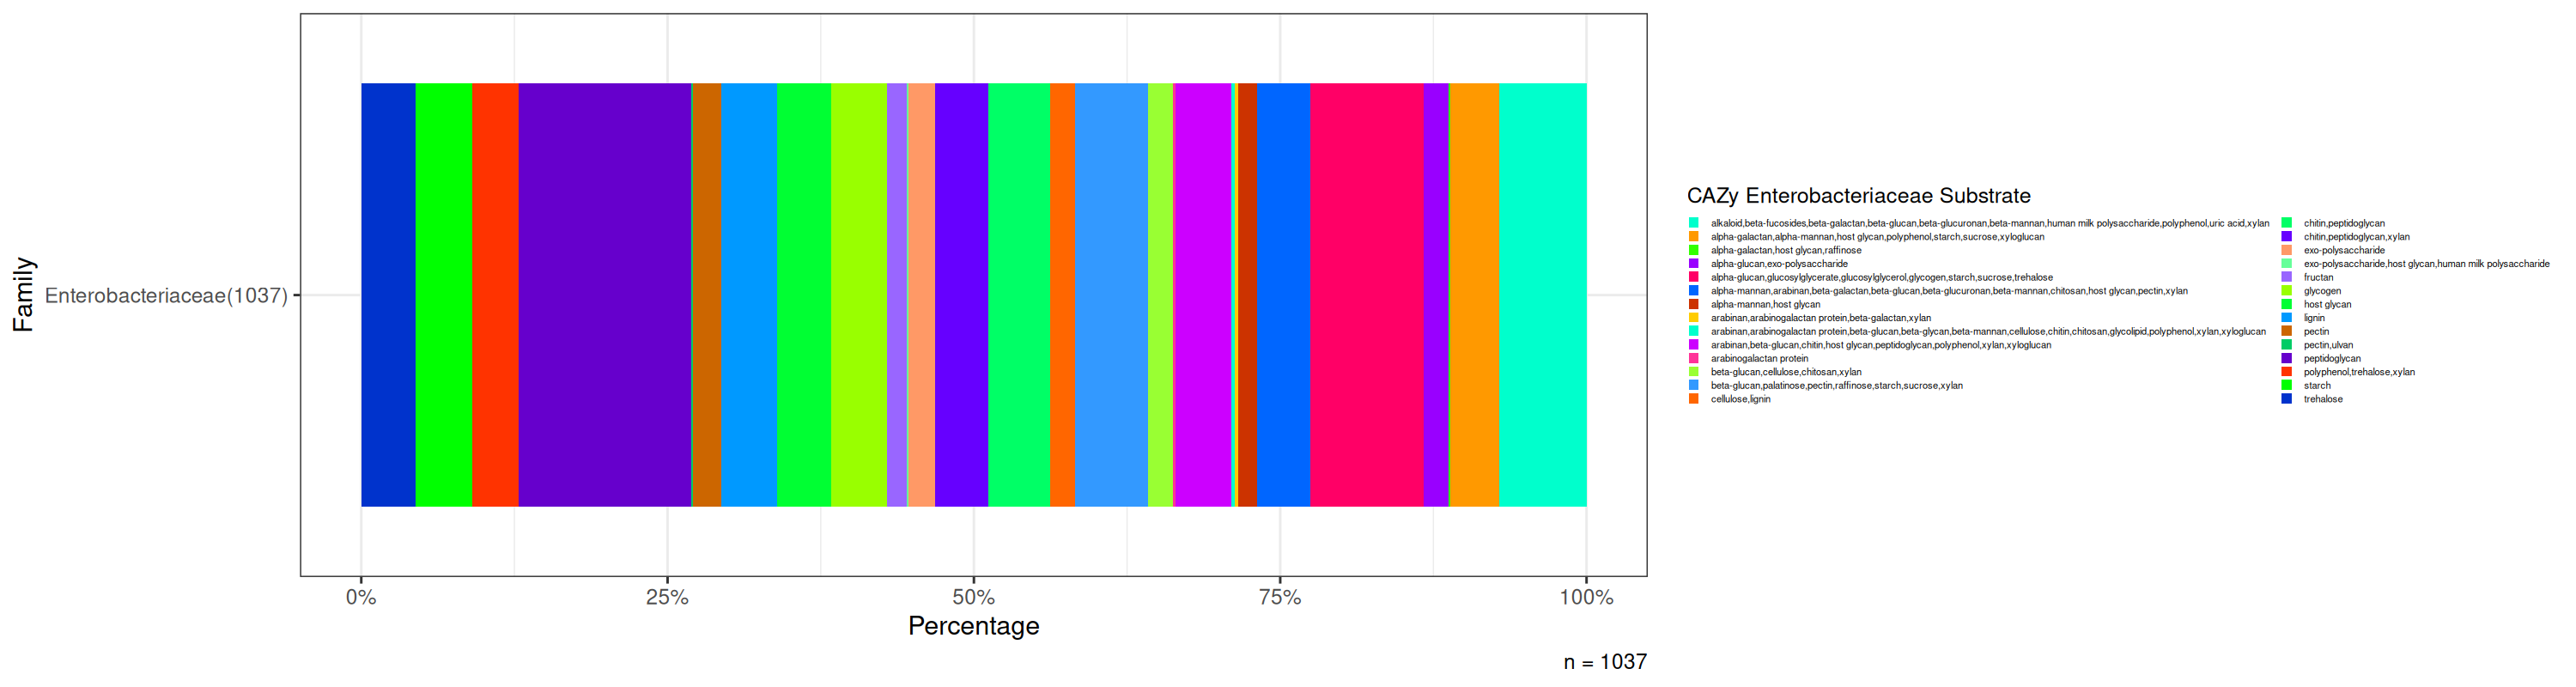 Family
Enterobacteriaceae(1037)
0%
25%
50%
75%
100%
Percentage
n = 1037
CAZy Enterobacteriaceae Substrate
alkaloid,beta-fucosides,beta-galactan,beta-glucan,beta-glucuronan,beta-mannan,human milk polysaccharide,polyphenol,uric acid,xylan
alpha-galactan,alpha-mannan,host glycan,polyphenol,starch,sucrose,xyloglucan
alpha-galactan,host glycan,raffinose
alpha-glucan,exo-polysaccharide
alpha-glucan,glucosylglycerate,glucosylglycerol,glycogen,starch,sucrose,trehalose
alpha-mannan,arabinan,beta-galactan,beta-glucan,beta-glucuronan,beta-mannan,chitosan,host glycan,pectin,xylan
alpha-mannan,host glycan
arabinan,arabinogalactan protein,beta-galactan,xylan
arabinan,arabinogalactan protein,beta-glucan,beta-glycan,beta-mannan,cellulose,chitin,chitosan,glycolipid,polyphenol,xylan,xyloglucan
arabinan,beta-glucan,chitin,host glycan,peptidoglycan,polyphenol,xylan,xyloglucan
arabinogalactan protein
beta-glucan,cellulose,chitosan,xylan
beta-glucan,palatinose,pectin,raffinose,starch,sucrose,xylan
cellulose,lignin
chitin,peptidoglycan
chitin,peptidoglycan,xylan
exo-polysaccharide
exo-polysaccharide,host glycan,human milk polysaccharide
fructan
glycogen
host glycan
lignin
pectin
pectin,ulvan
peptidoglycan
polyphenol,trehalose,xylan
starch
trehalose